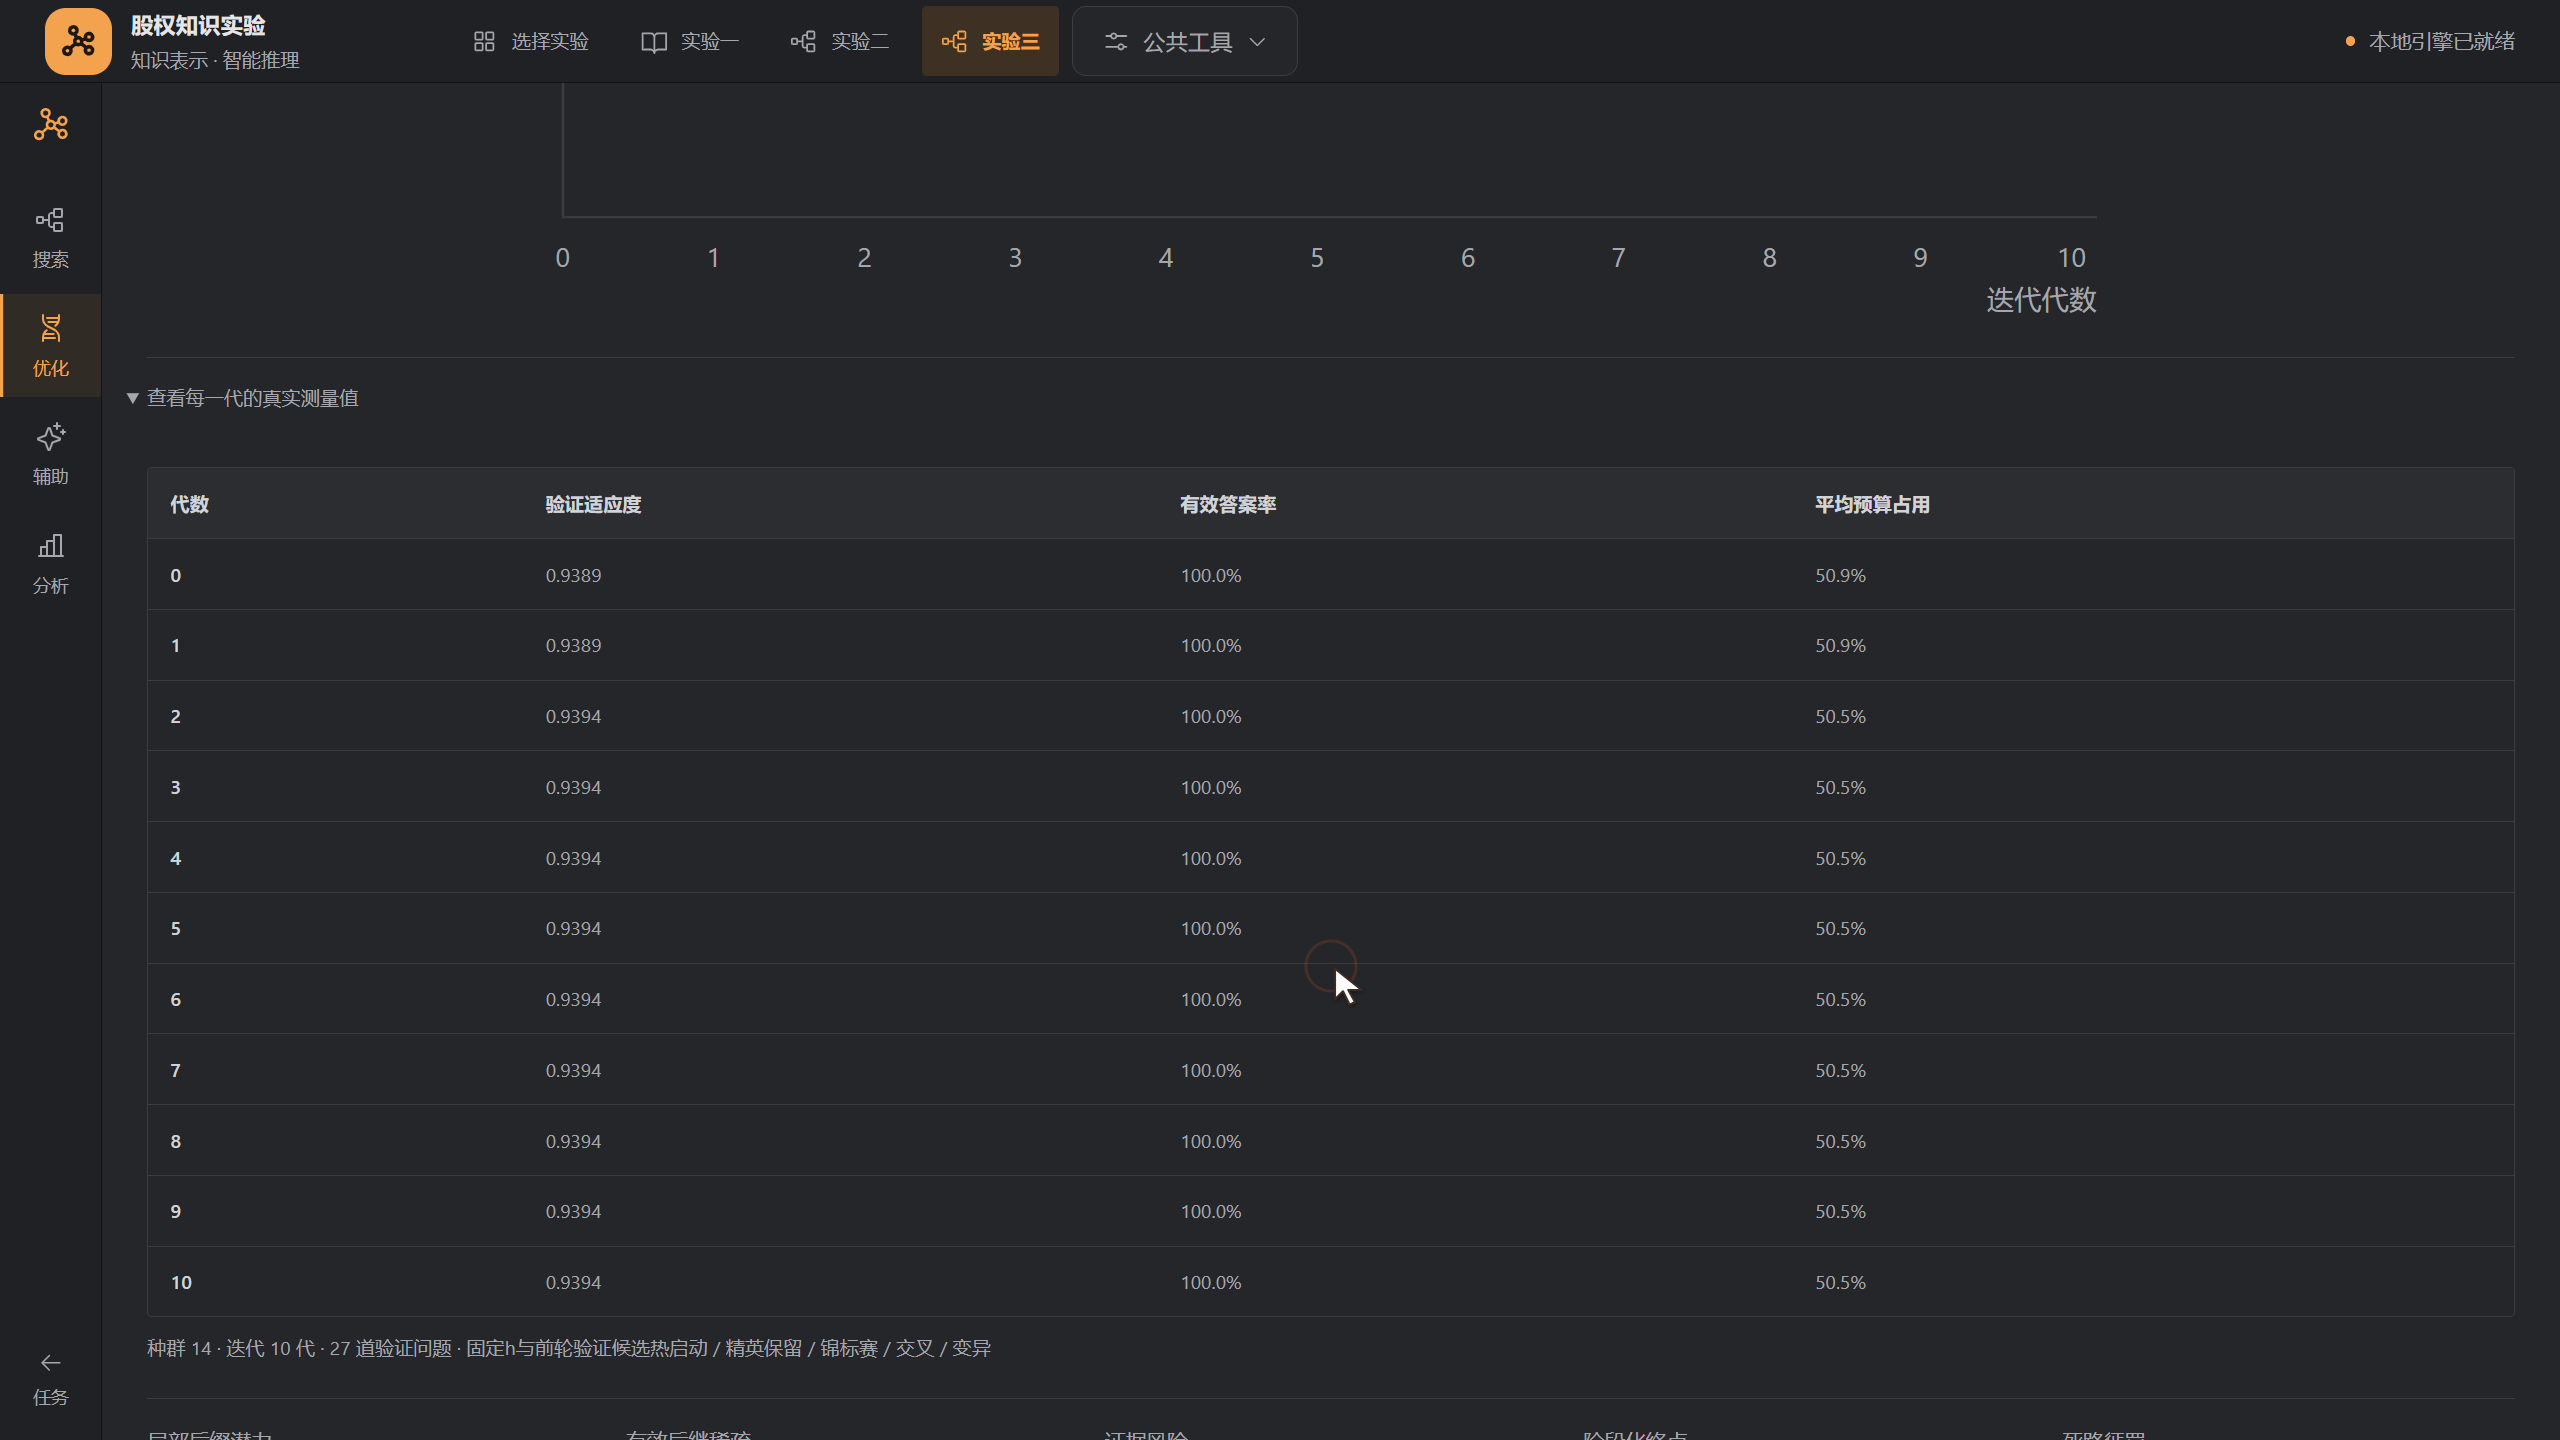 股权知识实验
知识表示 · 智能推理
选择实验
实验一
实验二
实验三
公共工具
本地引擎已就绪
搜索
优化
辅助
分析
任务
0 1 2 3 4 5 6 7 8 9 10
迭代代数
查看每一代的真实测量值
代数 验证适应度 有效答案率 平均预算占用
0 0.9389 100.0% 50.9%
1 0.9389 100.0% 50.9%
2 0.9394 100.0% 50.5%
3 0.9394 100.0% 50.5%
4 0.9394 100.0% 50.5%
5 0.9394 100.0% 50.5%
6 0.9394 100.0% 50.5%
7 0.9394 100.0% 50.5%
8 0.9394 100.0% 50.5%
9 0.9394 100.0% 50.5%
10 0.9394 100.0% 50.5%
种群 14 · 迭代 10 代 · 27 道验证问题 · 固定h与前轮验证候选热启动 / 精英保留 / 锦标赛 / 交叉 / 变异